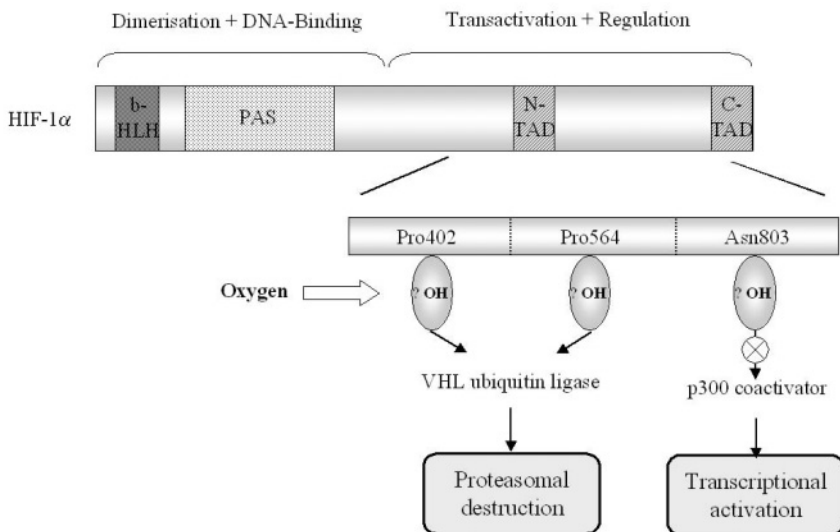 Dimerisation + DNA-Binding
Transactivation + Regulation
HIF-1α
b-
HLH
PAS
N-
TAD
C-
TAD
Pro402
Pro564
Asn803
Oxygen
? OH
? OH
? OH
VHL ubiquitin ligase
p300 coactivator
Proteasomal
destruction
Transcriptional
activation